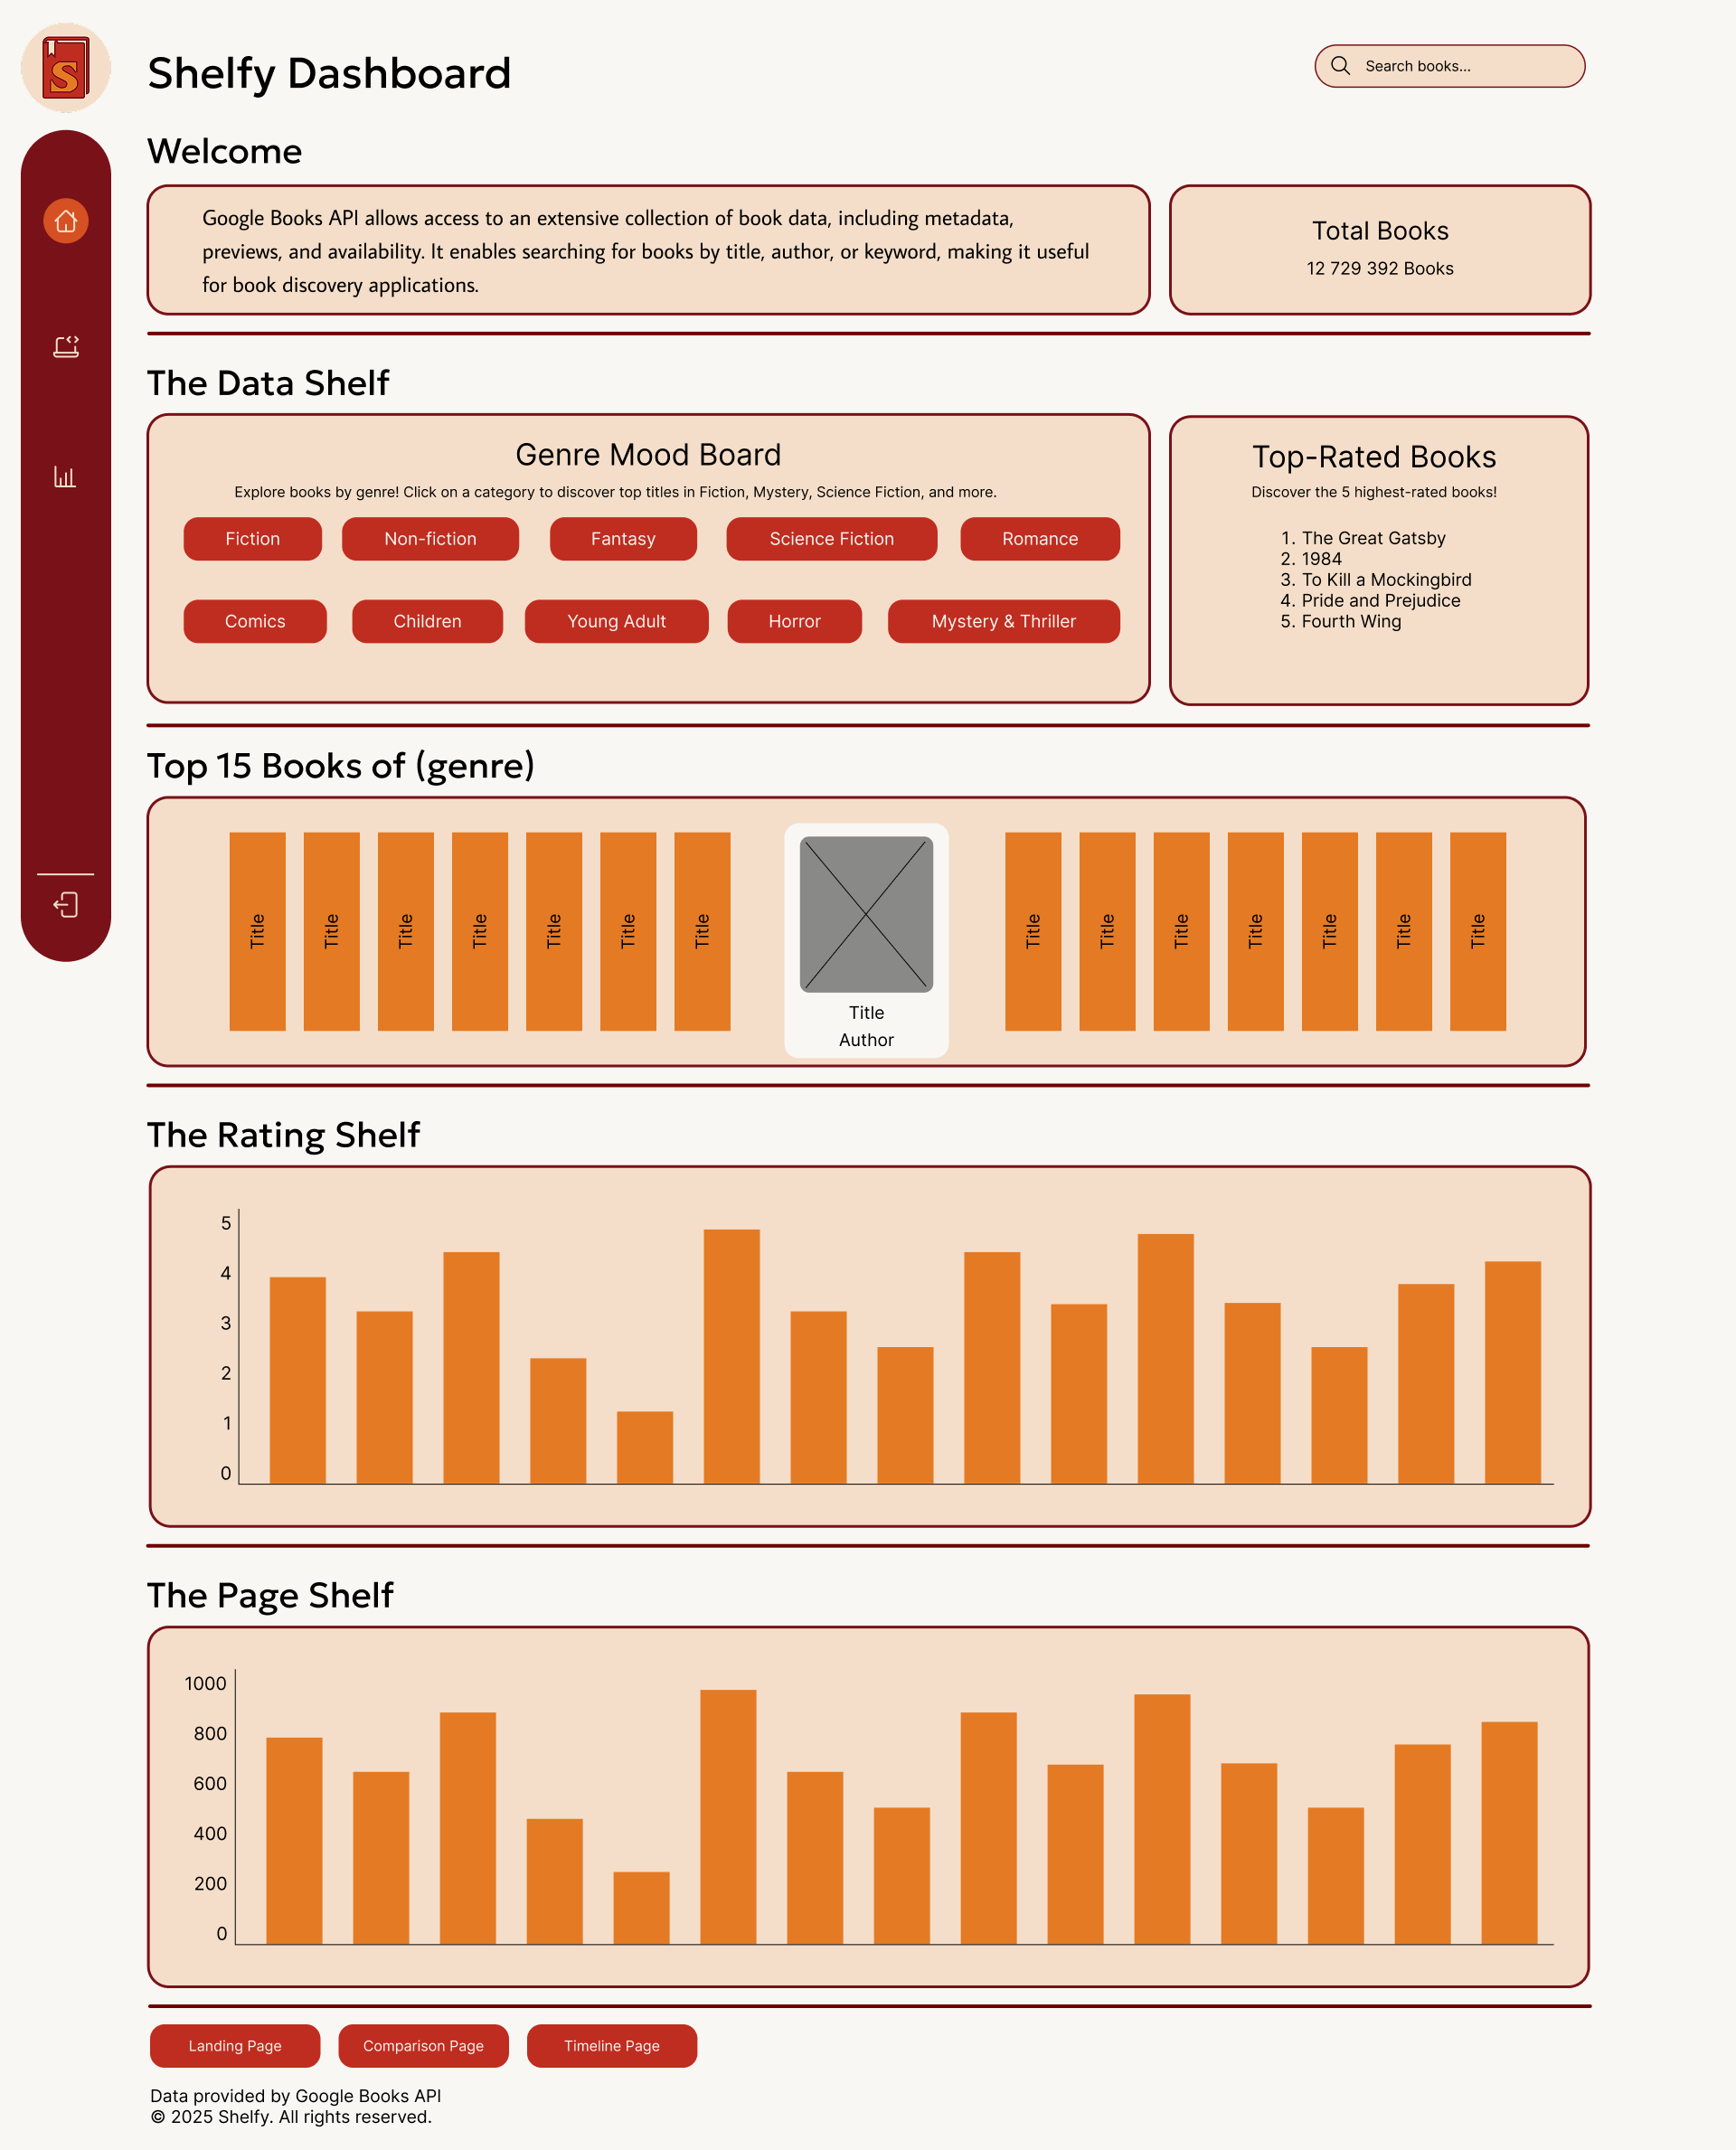 S
Shelfy Dashboard
Search books...
Welcome
Google Books API allows access to an extensive collection of book data, including metadata,
previews, and availability. It enables searching for books by title, author, or keyword, making it useful
for book discovery applications.
Total Books
12 729 392 Books
The Data Shelf
Genre Mood Board
Explore books by genre! Click on a category to discover top titles in Fiction, Mystery, Science Fiction, and more.
Fiction
Non-fiction
Fantasy
Science Fiction
Romance
Comics
Children
Young Adult
Horror
Mystery & Thriller
Top-Rated Books
Discover the 5 highest-rated books!
1. The Great Gatsby
2. 1984
3. To Kill a Mockingbird
4. Pride and Prejudice
5. Fourth Wing
Top 15 Books of (genre)
Title
Title
Title
Title
Title
Title
Title
Title
Author
Title
Title
Title
Title
Title
Title
Title
The Rating Shelf
5
4
3
2
1
0
The Page Shelf
1000
800
600
400
200
0
Landing Page
Comparison Page
Timeline Page
Data provided by Google Books API
© 2025 Shelfy. All rights reserved.